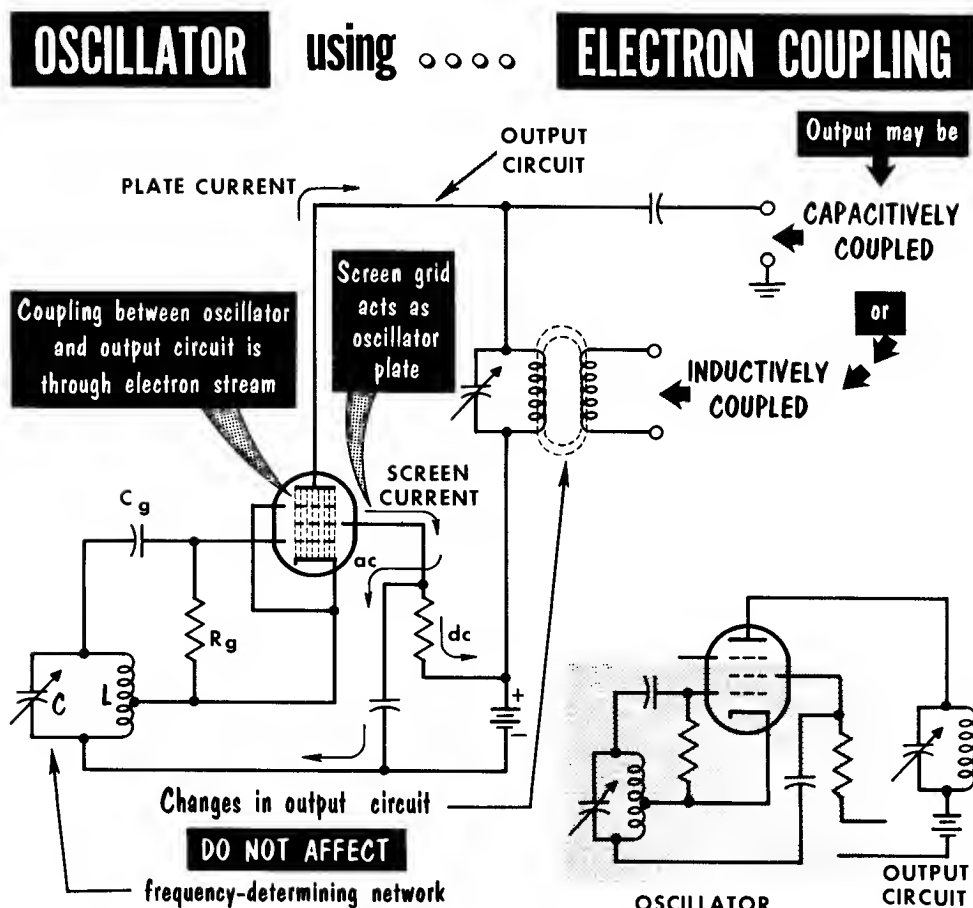 OSCILLATOR using .... ELECTRON COUPLING
OUTPUT
CIRCUIT
Output may be
PLATE CURRENT
CAPACITIVELY
COUPLED
Screen grid
acts as
oscillator
plate
Coupling between oscillator
and output circuit is
through electron stream
or
INDUCTIVELY
COUPLED
SCREEN
CURRENT
Cg
ac
Rg
dc
C
L
+
−
Changes in output circuit
DO NOT AFFECT
frequency-determining network
OSCILLATOR
OUTPUT
CIRCUIT